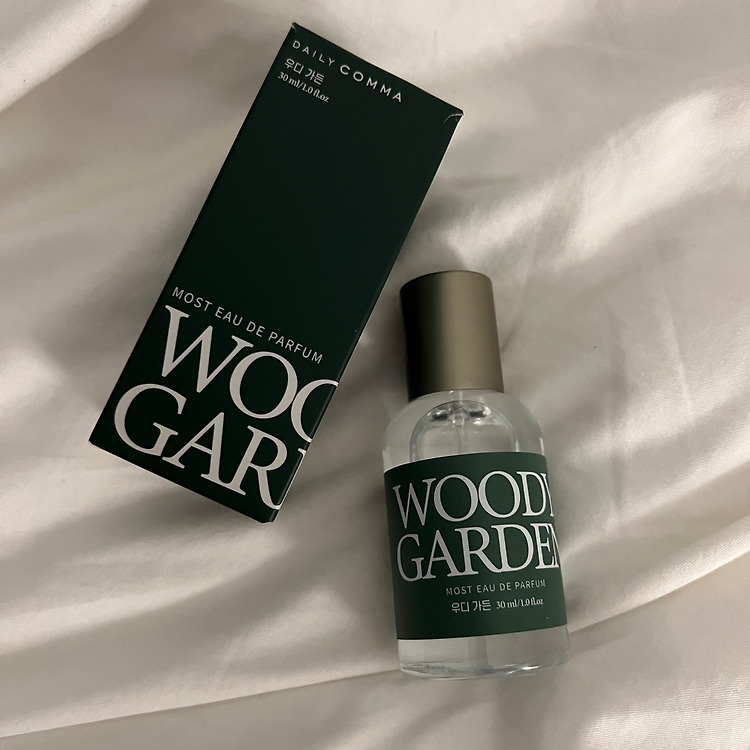 DAILY COMMA
우디 가든
30 ml/1.0 fl.oz
MOST EAU DE PARFUM
WOO
GAR
WOODY
GARDEN
MOST EAU DE PARFUM
우디 가든 30 ml/1.0 fl.oz